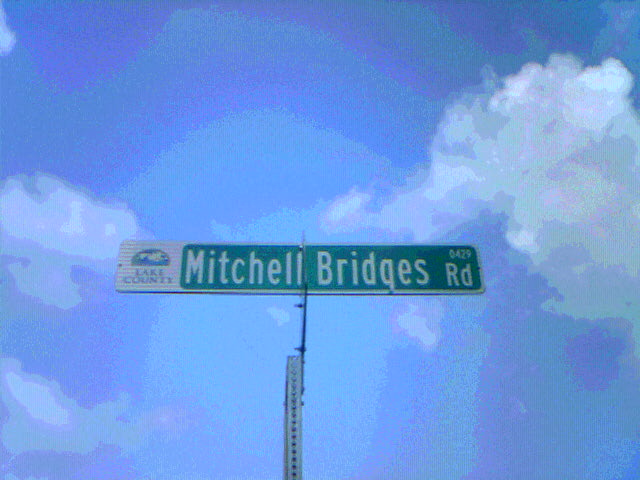 LAKE
COUNTY
Mitchell Bridges Rd
0429